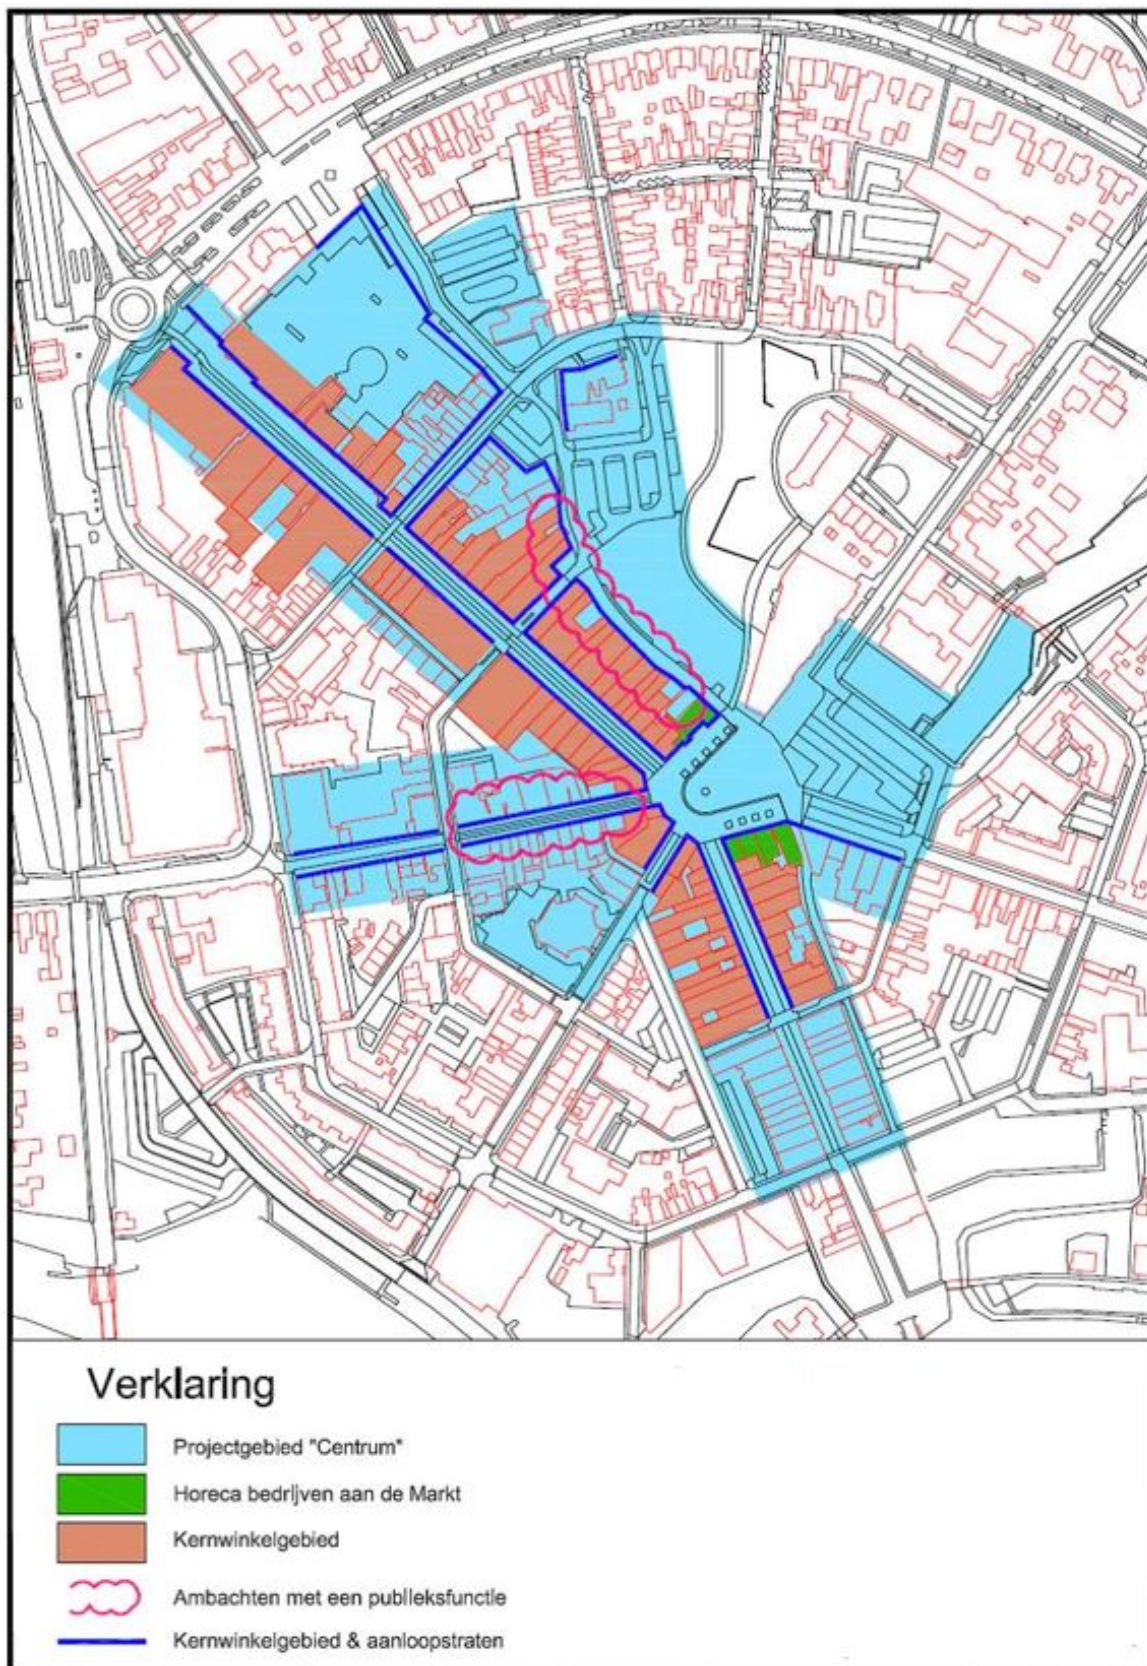 Verklaring
Projectgebied "Centrum"
Horeca bedrijven aan de Markt
Kernwinkelgebied
Ambachten met een publieksfunctie
Kernwinkelgebied & aanloopstraten